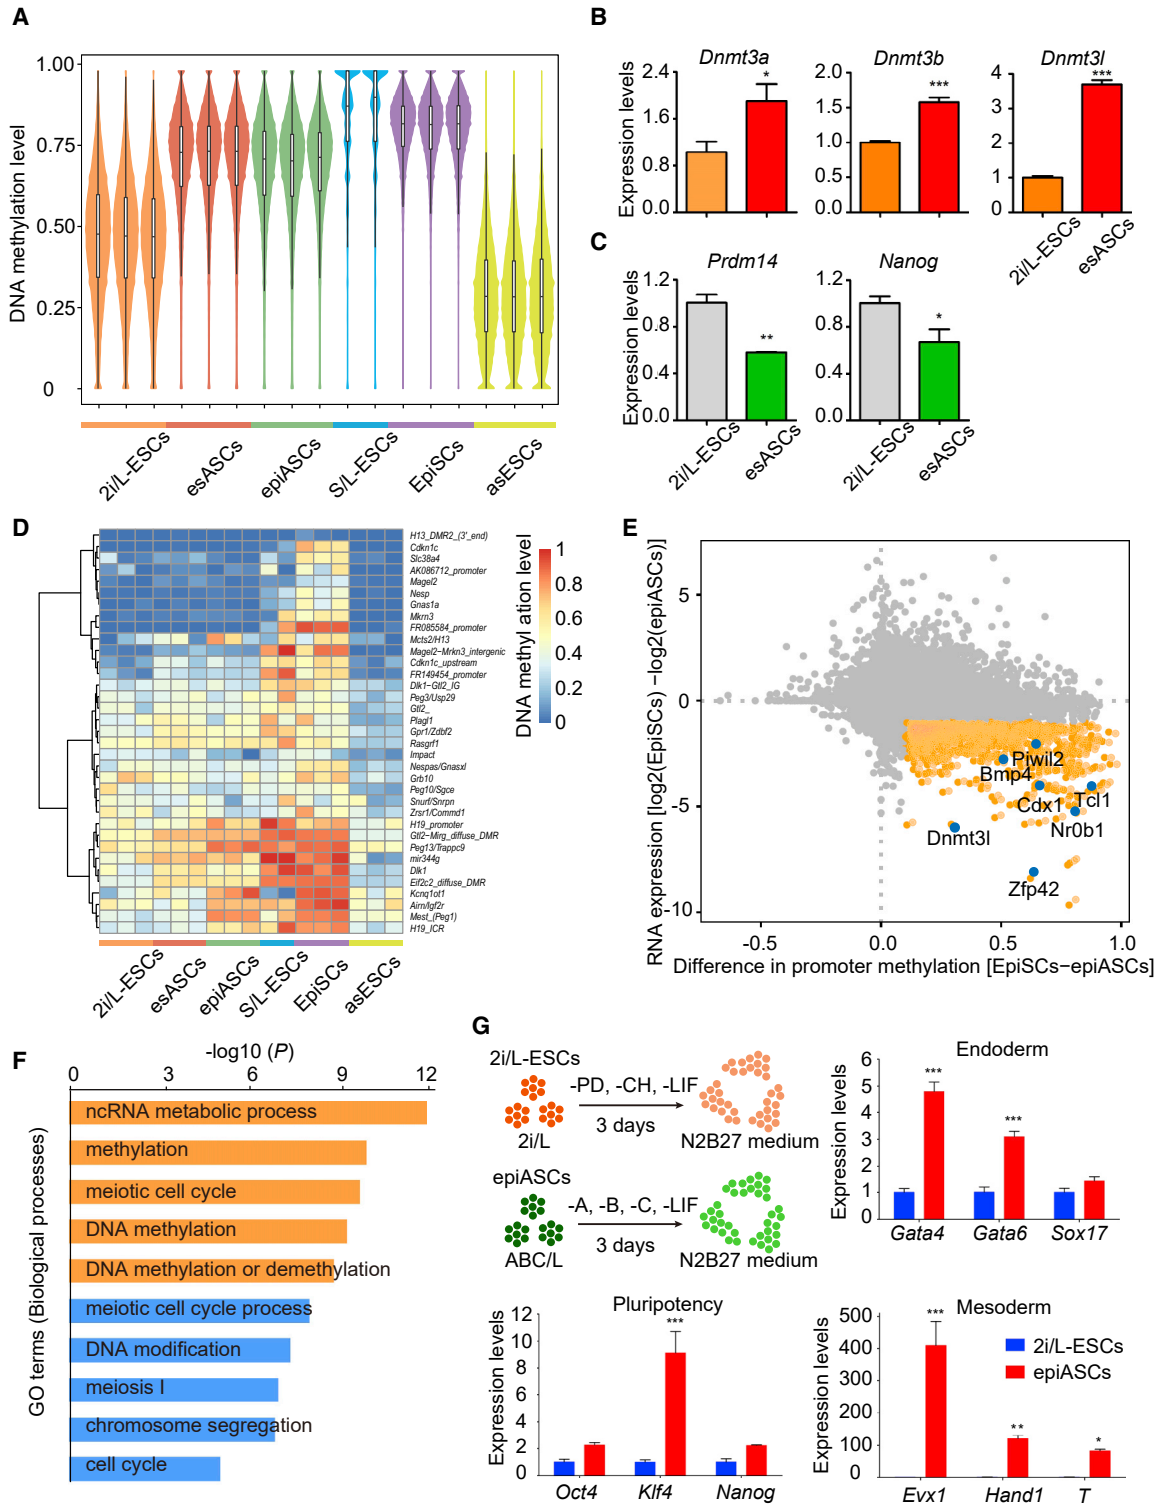 A
DNA methylation level
1.00
0.75
0.50
0.25
0
2i/L-ESCs
esASCs
epiASCs
S/L-ESCs
EpiSCs
asESCs
B
Expression levels
Dnmt3a
2.4
1.6
0.8
0.0
*
Dnmt3b
2.0
1.5
1.0
0.5
0.0
***
Dnmt3l
4
3
2
1
0
***
2i/L-ESCs
esASCs
C
Expression levels
Prdm14
1.2
0.8
0.4
0.0
**
2i/L-ESCs
esASCs
Nanog
1.2
0.8
0.4
0.0
*
2i/L-ESCs
esASCs
D
H13_DMR2_(3'_end)
Cdkn1c
Slc38a4
AK086712_promoter
Magel2
Nesp
Gnas1a
Mkrn3
FR085584_promoter
Mcts2/H13
Magel2-Mrkn3_intergenic
Cdkn1c_upstream
FR149454_promoter
Dlk1-Gtl2_IG
Peg3/Usp29
Gtl2_
Plagl1
Gpr1/Zdbf2
Rasgrf1
Impact
Nespas/Gnasxl
Grb10
Peg10/Sgce
Snurf/Snrpn
Zrsr1/Commd1
H19_promoter
Gtl2-Mirg_diffuse_DMR
Peg13/Trappc9
mir344g
Dlk1
Eif2c2_diffuse_DMR
Kcnq1ot1
Airn/Igf2r
Mest_(Peg1)
H19_ICR
2i/L-ESCs
esASCs
epiASCs
S/L-ESCs
EpiSCs
asESCs
DNA methyl ation level
1
0.8
0.6
0.4
0.2
0
E
RNA expression [log2(EpiSCs) -log2(epiASCs)]
5
0
-5
-10
Piwil2
Bmp4
Cdx1
Tcl1
Nr0b1
Dnmt3l
Zfp42
-0.5
0.0
0.5
1.0
Difference in promoter methylation [EpiSCs-epiASCs]
F
-log10 (P)
0
3
6
9
12
GO terms (Biological processes)
ncRNA metabolic process
methylation
meiotic cell cycle
DNA methylation
DNA methylation or demethylation
meiotic cell cycle process
DNA modification
meiosis I
chromosome segregation
cell cycle
G
2i/L-ESCs
-PD, -CH, -LIF
3 days
2i/L
N2B27 medium
epiASCs
-A, -B, -C, -LIF
3 days
ABC/L
N2B27 medium
Endoderm
Expression levels
6
5
4
3
2
1
0
***
***
Gata4
Gata6
Sox17
Pluripotency
Expression levels
12
10
8
6
4
2
0
***
Oct4
Klf4
Nanog
Mesoderm
Expression levels
500
400
300
200
100
0
***
**
*
2i/L-ESCs
epiASCs
Evx1
Hand1
T